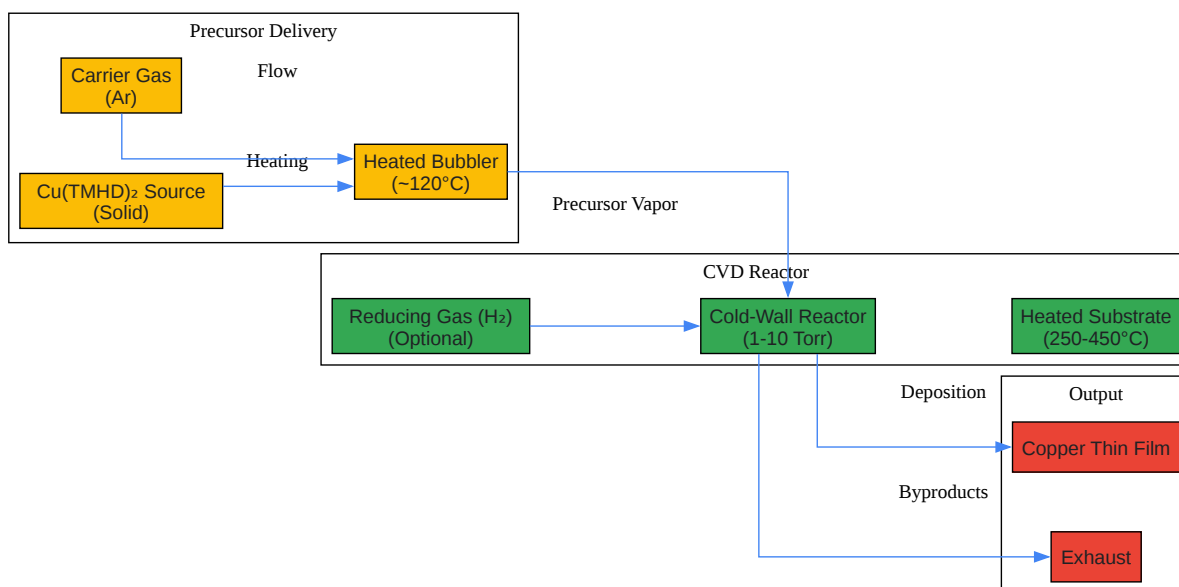 Precursor Delivery
Carrier Gas
(Ar)
Flow
Heating
Cu(TMHD)₂ Source
(Solid)
Heated Bubbler
(~120°C)
Precursor Vapor
CVD Reactor
Reducing Gas (H₂)
(Optional)
Cold-Wall Reactor
(1-10 Torr)
Heated Substrate
(250-450°C)
Deposition
Output
Copper Thin Film
Byproducts
Exhaust